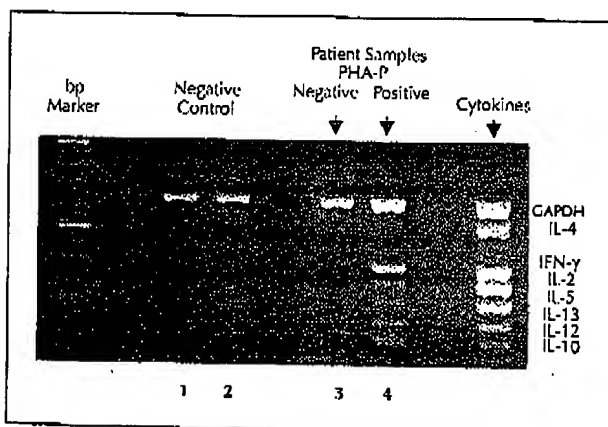 Patient Samples
PHA-P
bp
Marker
Negative
Control
Negative Positive
Cytokines
GAPDH
IL-4
IFN-γ
IL-2
IL-5
IL-13
IL-12
IL-10
1 2 3 4